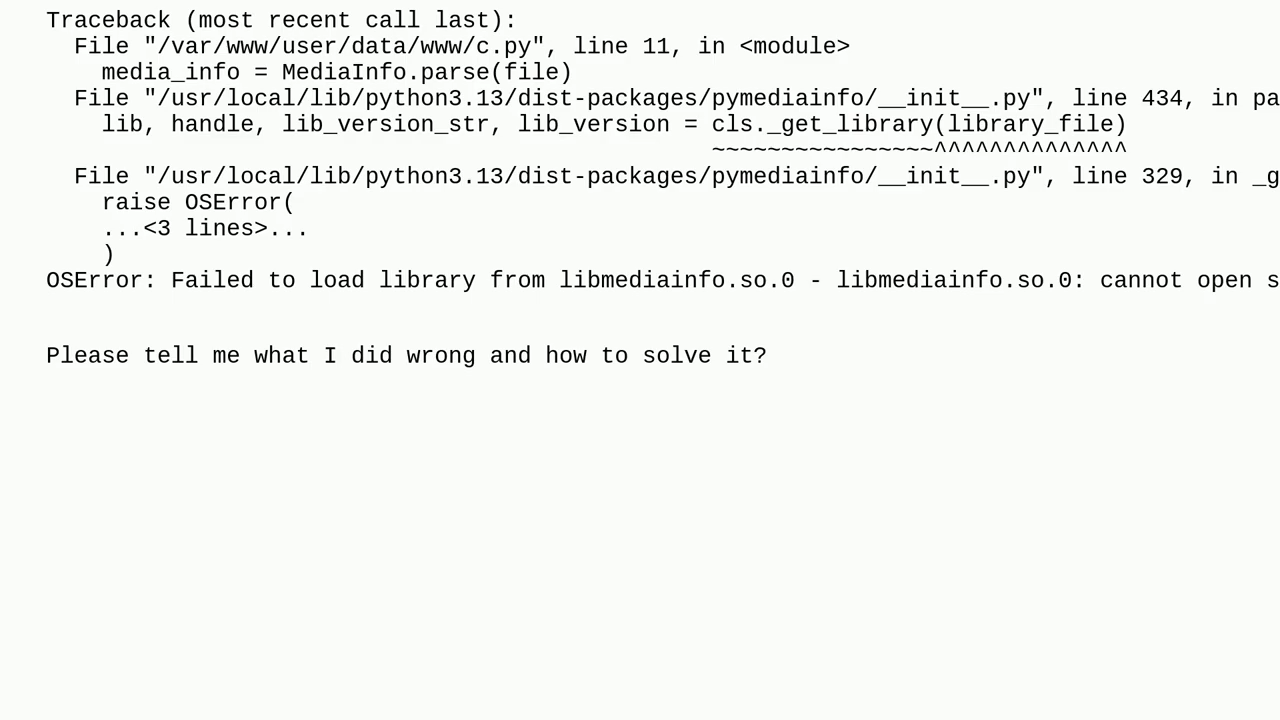 Traceback (most recent call last):
  File "/var/www/user/data/www/c.py", line 11, in <module>
    media_info = MediaInfo.parse(file)
  File "/usr/local/lib/python3.13/dist-packages/pymediainfo/__init__.py", line 434, in pa
    lib, handle, lib_version_str, lib_version = cls._get_library(library_file)
                                                ~~~~~~~~~~~~~~~~^^^^^^^^^^^^^^
  File "/usr/local/lib/python3.13/dist-packages/pymediainfo/__init__.py", line 329, in _g
    raise OSError(
    ...<3 lines>...
    )
OSError: Failed to load library from libmediainfo.so.0 - libmediainfo.so.0: cannot open s
Please tell me what I did wrong and how to solve it?